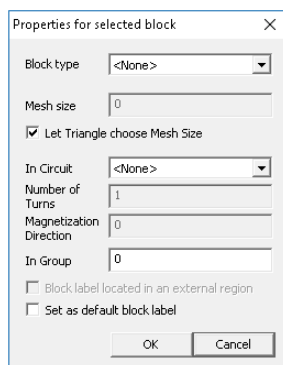 Properties for selected block
Block type <None>
Mesh size 0
Let Triangle choose Mesh Size
In Circuit <None>
Number of Turns 1
Magnetization Direction 0
In Group 0
Block label located in an external region
Set as default block label
OK Cancel